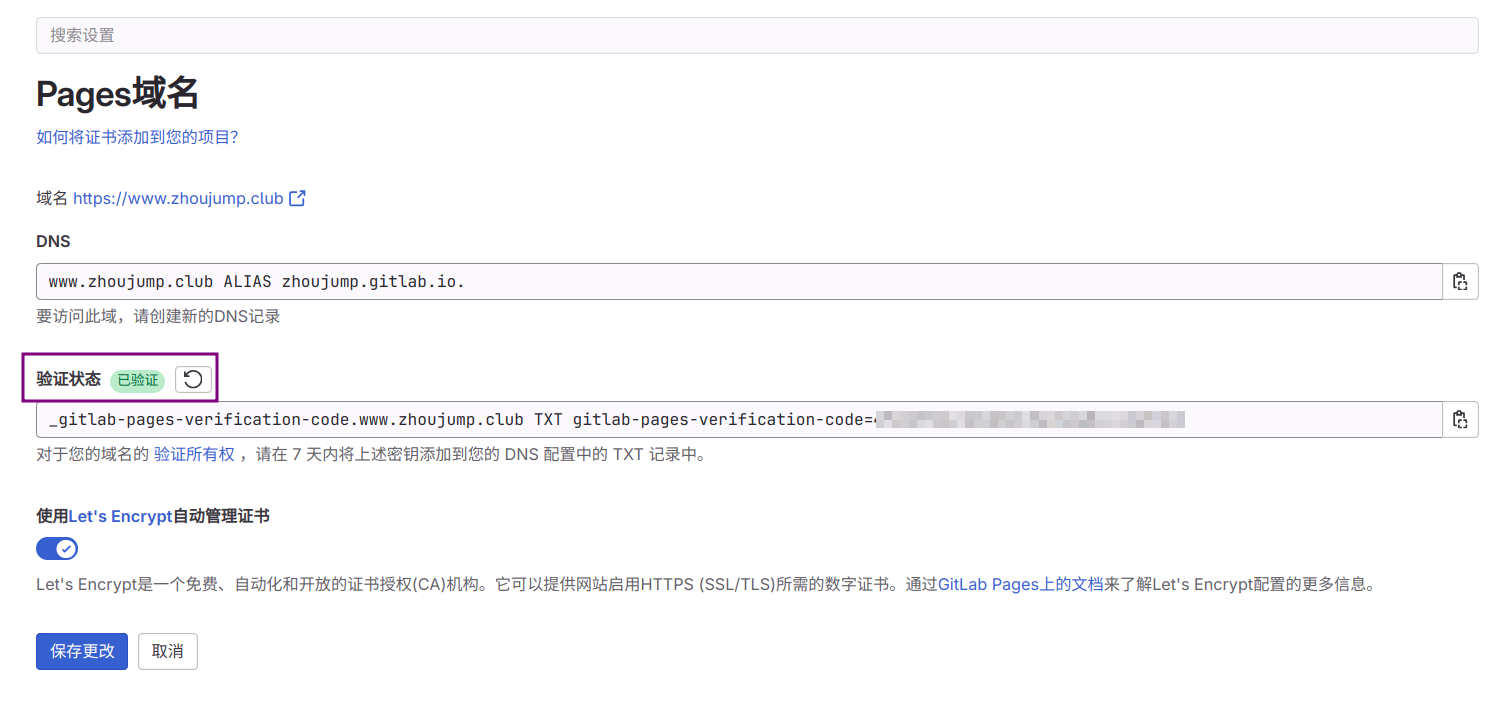 搜索设置
Pages域名
如何将证书添加到您的项目?
域名 https://www.zhoujump.club
DNS
www.zhoujump.club ALIAS zhoujump.gitlab.io.
要访问此域，请创建新的DNS记录
验证状态 已验证
_gitlab-pages-verification-code.www.zhoujump.club TXT gitlab-pages-verification-code=
对于您的域名的 验证所有权 ，请在 7 天内将上述密钥添加到您的 DNS 配置中的 TXT 记录中。
使用Let's Encrypt自动管理证书
Let's Encrypt是一个免费、自动化和开放的证书授权(CA)机构。它可以提供网站启用HTTPS (SSL/TLS)所需的数字证书。通过GitLab Pages上的文档来了解Let's Encrypt配置的更多信息。
保存更改 取消